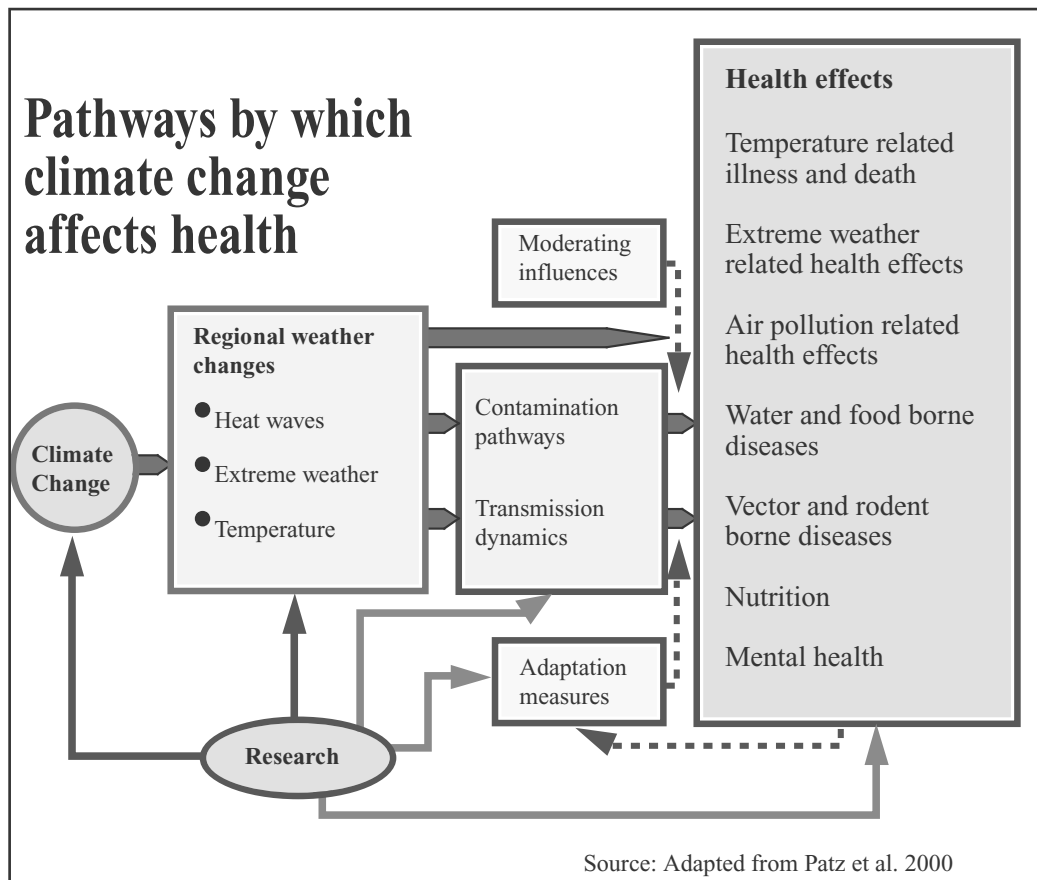 Pathways by which
climate change
affects health
Climate
Change
Regional weather
changes
Heat waves
Extreme weather
Temperature
Moderating
influences
Contamination
pathways
Transmission
dynamics
Adaptation
measures
Research
Health effects
Temperature related
illness and death
Extreme weather
related health effects
Air pollution related
health effects
Water and food borne
diseases
Vector and rodent
borne diseases
Nutrition
Mental health
Source: Adapted from Patz et al. 2000